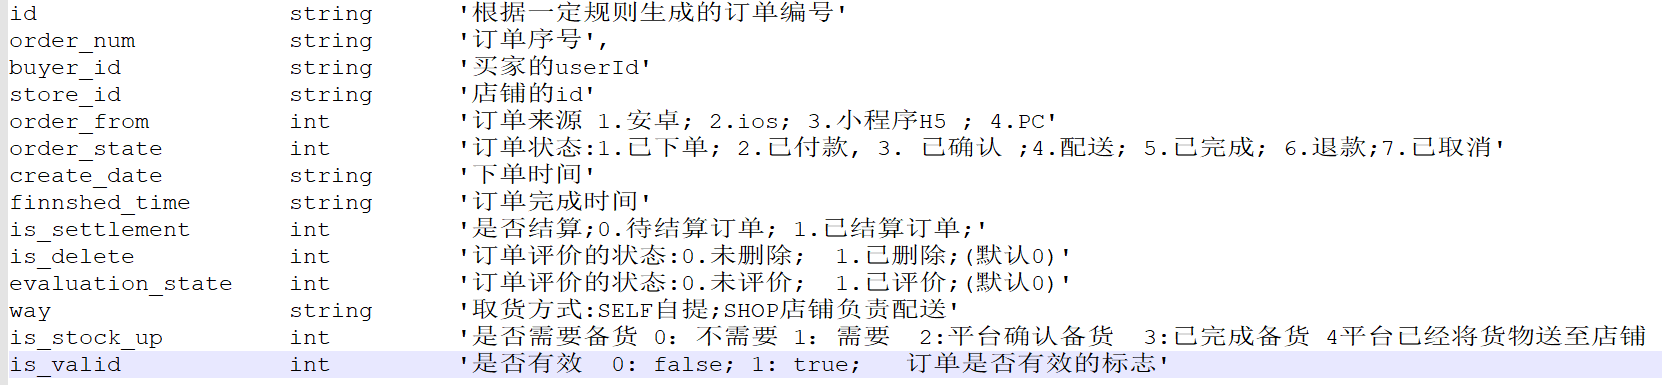 id string '根据一定规则生成的订单编号'
order_num string '订单序号',
buyer_id string '买家的userId'
store_id string '店铺的id'
order_from int '订单来源 1.安卓; 2.ios; 3.小程序H5 ; 4.PC'
order_state int '订单状态:1.已下单; 2.已付款, 3. 已确认 ;4.配送; 5.已完成; 6.退款;7.已取消'
create_date string '下单时间'
finnshed_time string '订单完成时间'
is_settlement int '是否结算;0.待结算订单; 1.已结算订单;'
is_delete int '订单评价的状态:0.未删除; 1.已删除;(默认0)'
evaluation_state int '订单评价的状态:0.未评价; 1.已评价;(默认0)'
way string '取货方式:SELF自提;SHOP店铺负责配送'
is_stock_up int '是否需要备货 0: 不需要 1: 需要 2:平台确认备货 3:已完成备货 4平台已经将货物送至店铺
is_valid int '是否有效 0: false; 1: true; 订单是否有效的标志'